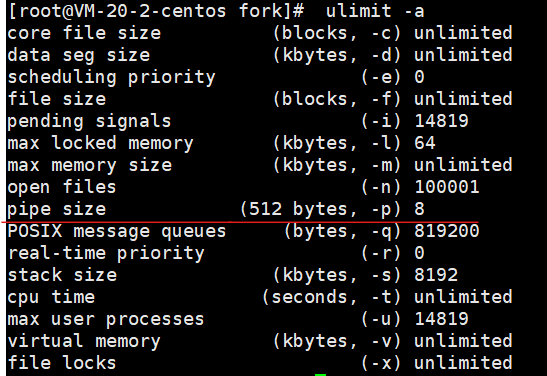 [root@VM-20-2-centos fork]#  ulimit -a
core file size          (blocks, -c) unlimited
data seg size           (kbytes, -d) unlimited
scheduling priority             (-e) 0
file size               (blocks, -f) unlimited
pending signals                 (-i) 14819
max locked memory       (kbytes, -l) 64
max memory size         (kbytes, -m) unlimited
open files                      (-n) 100001
pipe size            (512 bytes, -p) 8
POSIX message queues     (bytes, -q) 819200
real-time priority              (-r) 0
stack size              (kbytes, -s) 8192
cpu time               (seconds, -t) unlimited
max user processes              (-u) 14819
virtual memory          (kbytes, -v) unlimited
file locks                      (-x) unlimited